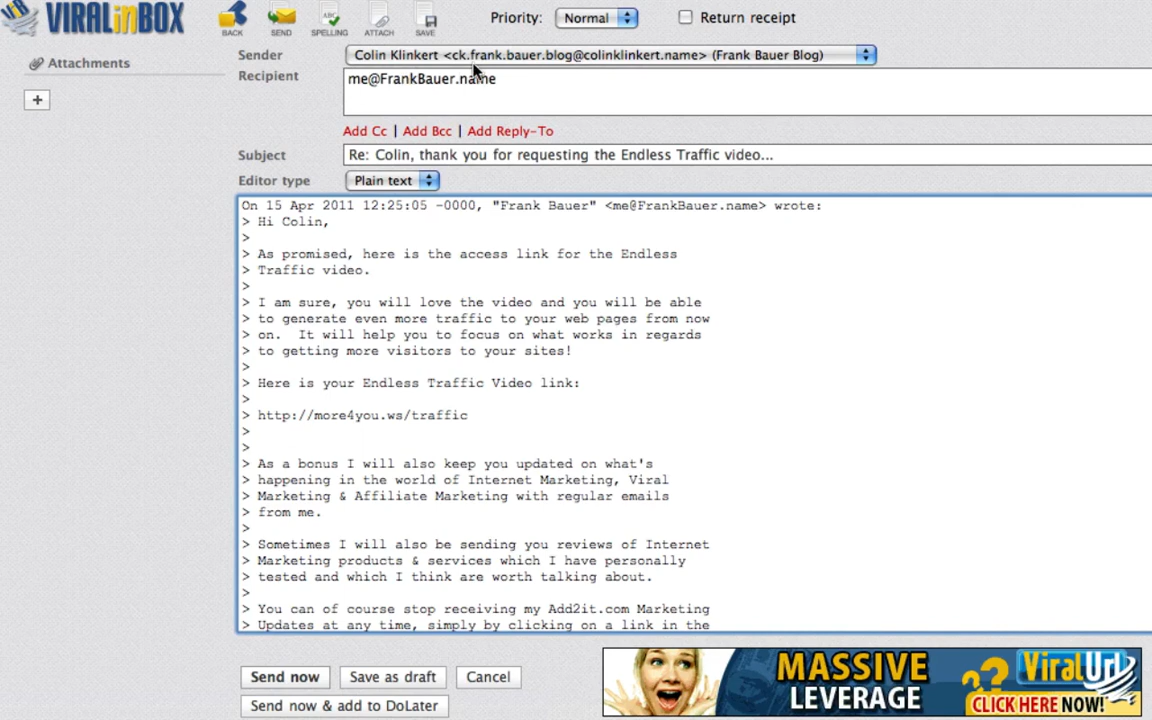 VIRALinBOX
BACK
SEND
SPELLING
ATTACH
SAVE
Priority: Normal
Return receipt
Attachments
+
Sender Colin Klinkert <ck.frank.bauer.blog@colinklinkert.name> (Frank Bauer Blog)
Recipient me@FrankBauer.name
Add Cc | Add Bcc | Add Reply-To
Subject Re: Colin, thank you for requesting the Endless Traffic video...
Editor type Plain text
On 15 Apr 2011 12:25:05 -0000, "Frank Bauer" <me@FrankBauer.name> wrote:
> Hi Colin,
>
> As promised, here is the access link for the Endless
> Traffic video.
>
> I am sure, you will love the video and you will be able
> to generate even more traffic to your web pages from now
> on.  It will help you to focus on what works in regards
> to getting more visitors to your sites!
>
> Here is your Endless Traffic Video link:
>
> http://more4you.ws/traffic
>
>
> As a bonus I will also keep you updated on what's
> happening in the world of Internet Marketing, Viral
> Marketing & Affiliate Marketing with regular emails
> from me.
>
> Sometimes I will also be sending you reviews of Internet
> Marketing products & services which I have personally
> tested and which I think are worth talking about.
>
> You can of course stop receiving my Add2it.com Marketing
> Updates at any time, simply by clicking on a link in the
Send now Save as draft Cancel
Send now & add to DoLater
MASSIVE
LEVERAGE
ViralUrl
CLICK HERE NOW!